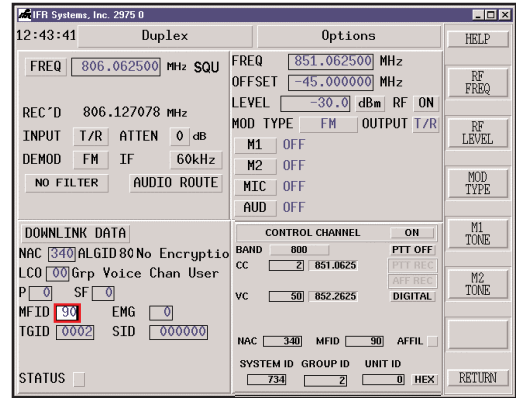 IFR Systems, Inc. 2975 0
12:43:41 Duplex Options
FREQ 806.062500 MHz SQU
REC'D 806.127078 MHz
INPUT T/R ATTEN 0 dB
DEMOD FM IF 60kHz
NO FILTER AUDIO ROUTE
FREQ 851.062500 MHz
OFFSET -45.000000 MHz
LEVEL -30.0 dBm RF ON
MOD TYPE FM OUTPUT T/R
M1 OFF
M2 OFF
MIC OFF
AUD OFF
DOWNLINK DATA
NAC 340 ALGID 80 No Encryptio
LCO 00 Grp Voice Chan User
P 0 SF 0
MFID 90 EMG 0
TGID 0002 SID 000000
STATUS
CONTROL CHANNEL ON
BAND 800 PTT OFF
CC 2 851.0625 PTT REC
AFF REC
VC 50 852.2625 DIGITAL
NAC 340 MFID 90 AFFIL
SYSTEM ID GROUP ID UNIT ID
734 2 0 HEX
HELP
RF
FREQ
RF
LEVEL
MOD
TYPE
M1
TONE
M2
TONE
RETURN